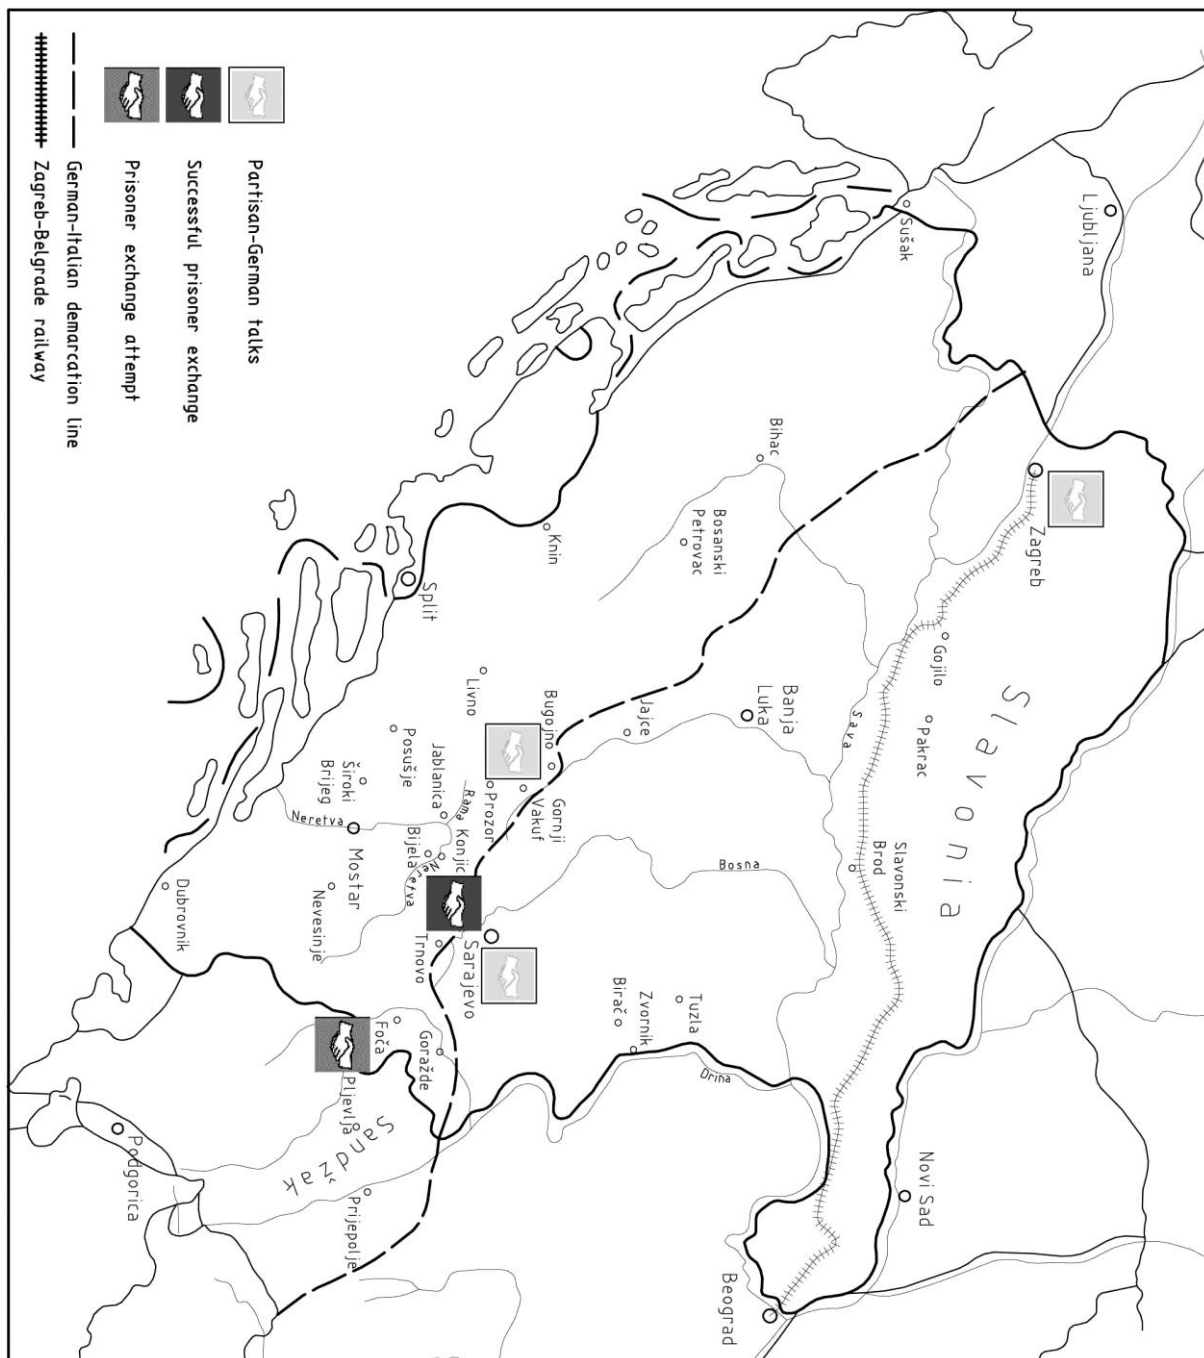 Ljubljana
Sušak
Zagreb
Slavonia
Bihac
Bosanski
Petrovac
Gojilo
Pakrac
Knin
Split
Banja
Luka
Sava
Jajce
Livno
Bugojno
Slavonski
Brod
Posušje
Jablanica
Rama
Prozor
Gornji
Vakuf
Široki
Brijeg
Neretva
Mostar
Bijela
Konjic
Neretva
Bosna
Nevesinje
Dubrovnik
Trnovo
Sarajevo
Tuzla
Zvornik
Birač
Drina
Foča
Goražde
Pljevlja
Sandžak
Prijepolje
Podgorica
Novi Sad
Beograd
Partisan-German talks
Successful prisoner exchange
Prisoner exchange attempt
German-Italian demarcation line
Zagreb-Belgrade railway